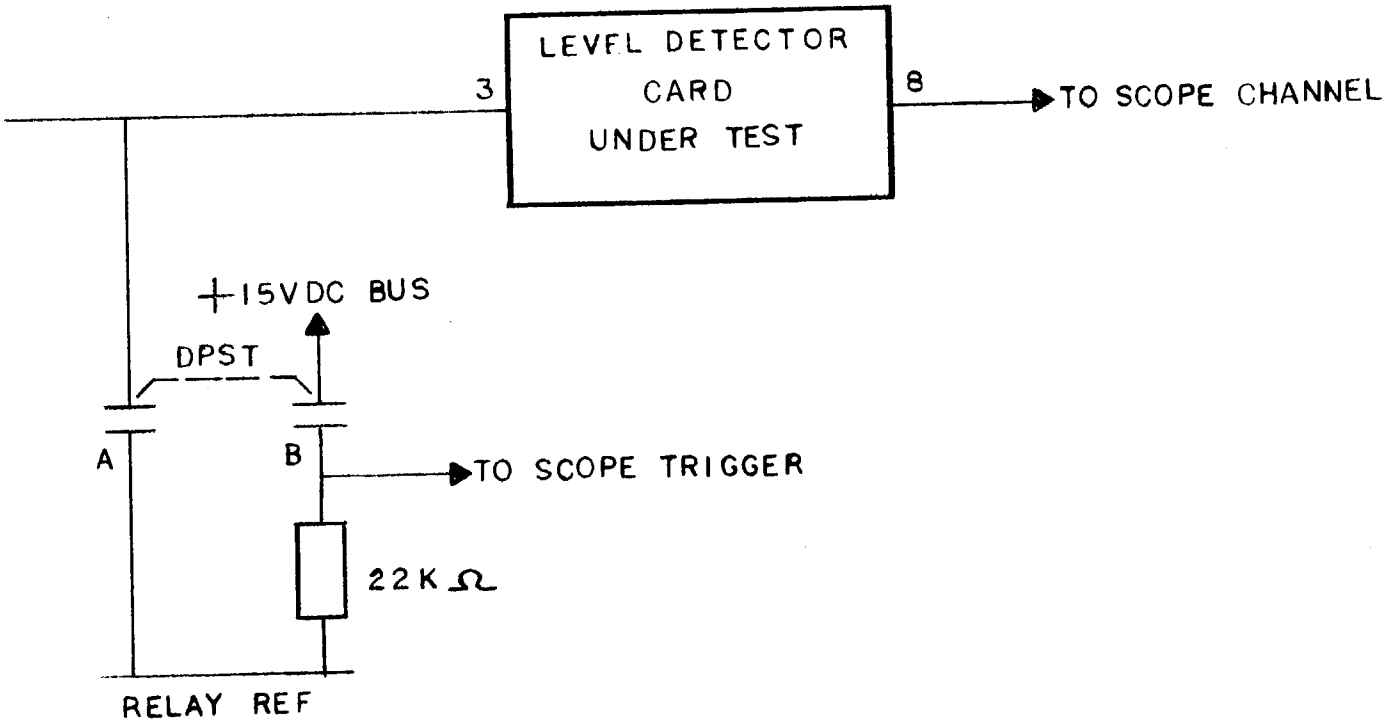 LEVEL DETECTOR
CARD
UNDER TEST
3
8
TO SCOPE CHANNEL
+15VDC BUS
DPST
A
B
TO SCOPE TRIGGER
22K Ω
RELAY REF